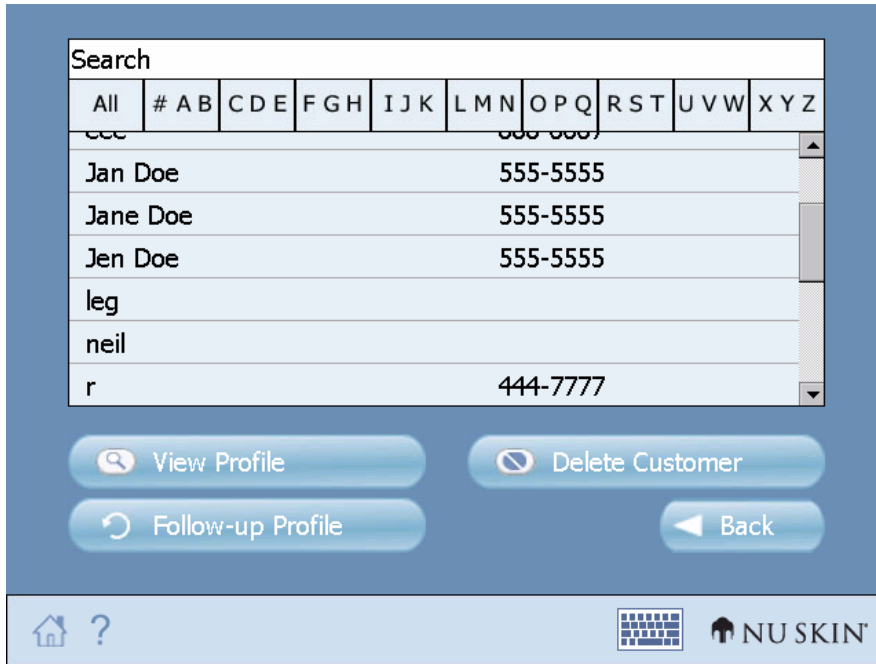 Search
All # A B C D E F G H I J K L M N O P Q R S T U V W X Y Z
Jan Doe 555-5555
Jane Doe 555-5555
Jen Doe 555-5555
leg
neil
r 444-7777
View Profile Delete Customer
Follow-up Profile Back
? NU SKIN